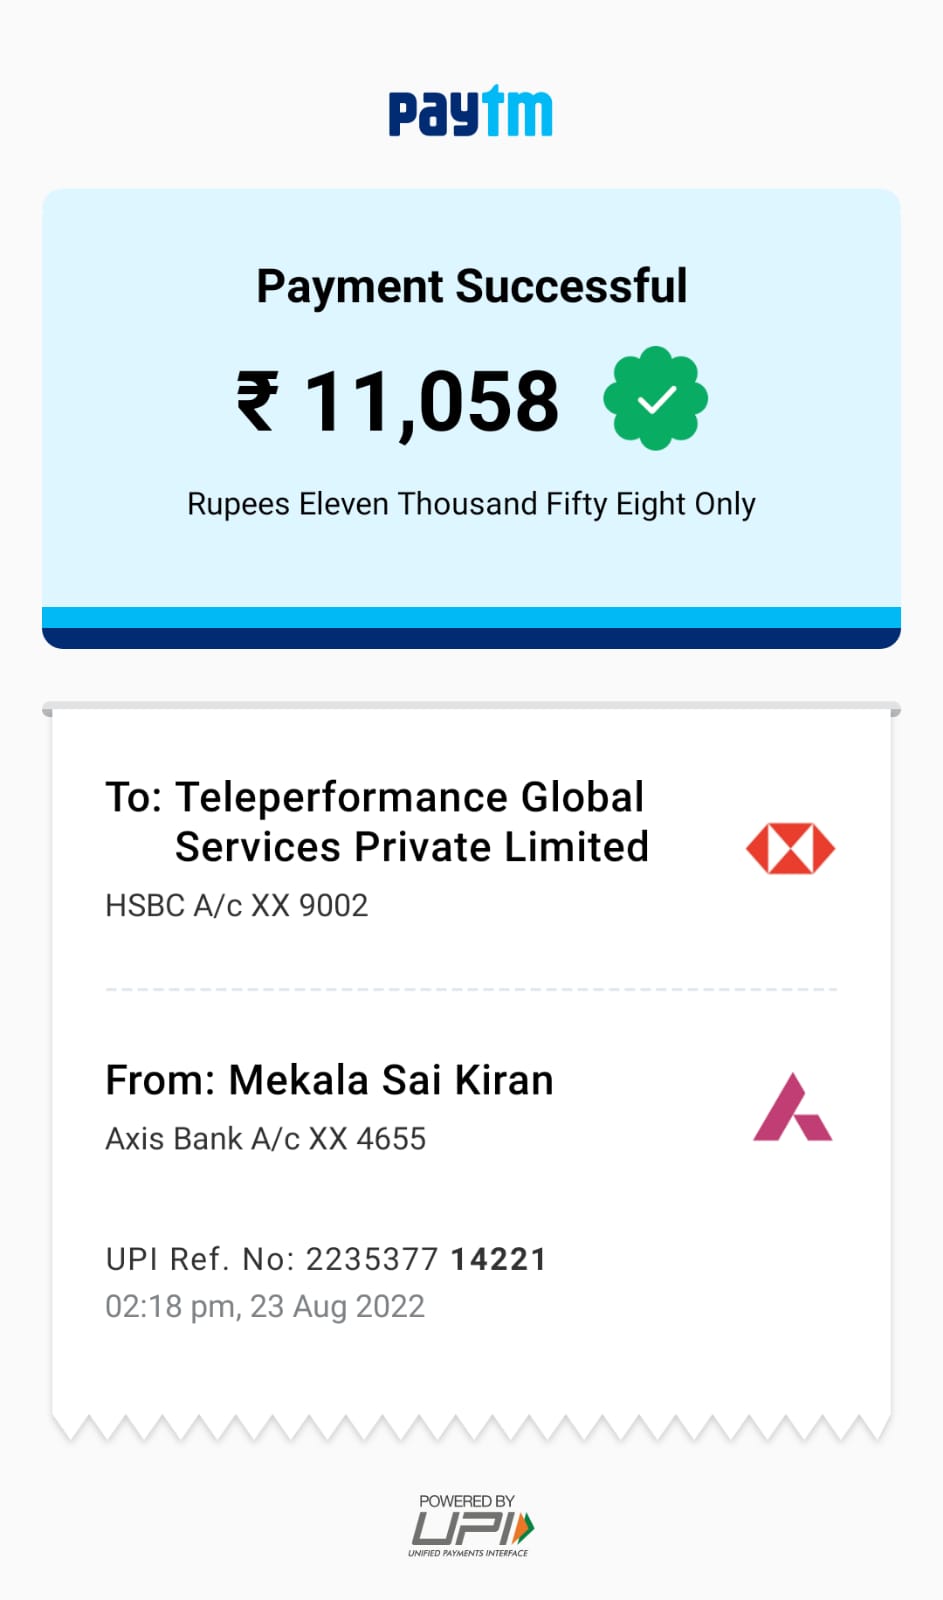 paytm
Payment Successful
₹ 11,058
Rupees Eleven Thousand Fifty Eight Only
To: Teleperformance Global
Services Private Limited
HSBC A/c XX 9002
From: Mekala Sai Kiran
Axis Bank A/c XX 4655
UPI Ref. No: 2235377 14221
02:18 pm, 23 Aug 2022
POWERED BY
UPI
UNIFIED PAYMENTS INTERFACE